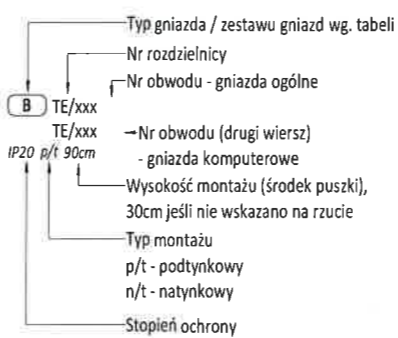 Typ gniazda / zestawu gniazd wg. tabeli
Nr rozdzielnicy
Nr obwodu - gniazda ogólne
B TE/xxx
TE/xxx
Nr obwodu (drugi wiersz)
- gniazda komputerowe
IP20 p/t 90cm
Wysokość montażu (środek puszki),
30cm jeśli nie wskazano na rzucie
Typ montażu
p/t - podtynkowy
n/t - natynkowy
Stopień ochrony